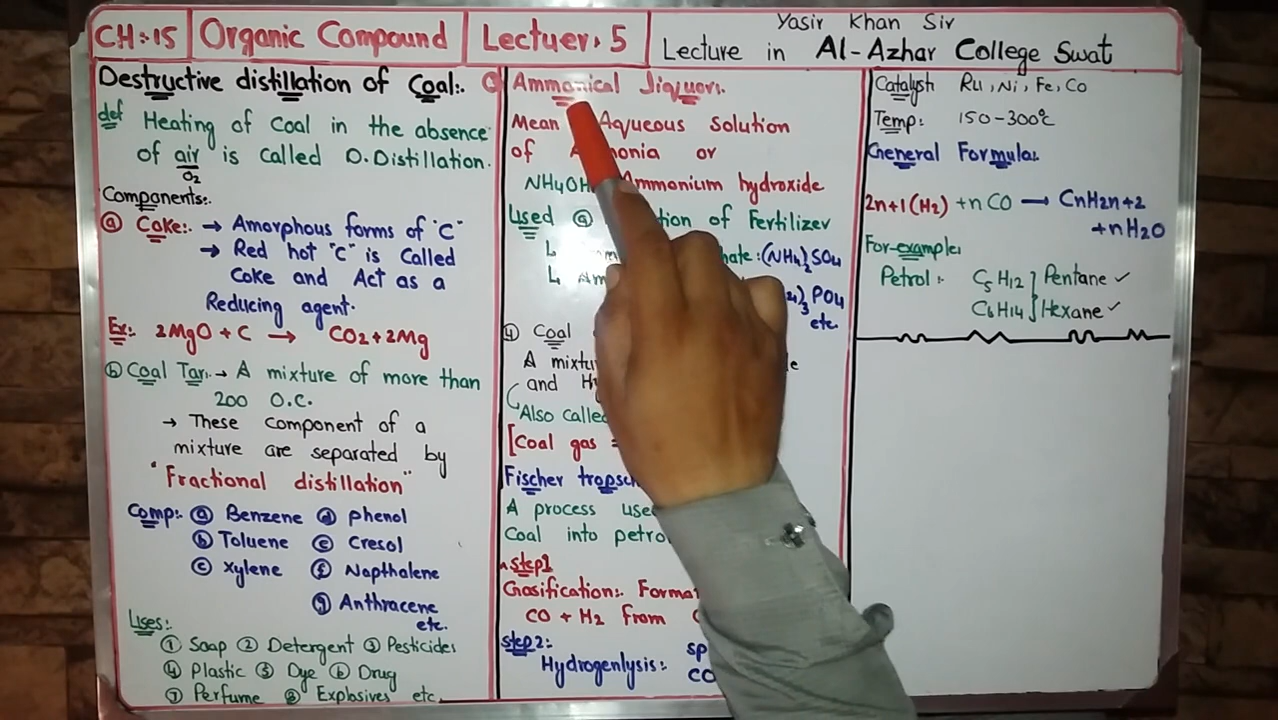 CH:15
Organic Compound
Lectuer:5
Yasir Khan Sir
Lecture in Al-Azhar College Swat
Destructive distillation of Coal:.
def Heating of Coal in the absence
of air is called D.Distillation.
O2
Components:.
ⓐ Coke:. → Amorphous forms of "C"
→ Red hot "C" is Called
Coke and Act as a
Reducing agent.
Ex: 2MgO + C → CO2+2Mg
ⓑ Coal Tar. → A mixture of more than
200 O.C.
→ These component of a
mixture are separated by
"Fractional distillation"
Comp:. ⓐ Benzene ⓓ phenol
ⓑ Toluene ⓔ Cresol
ⓒ xylene ⓕ Napthalene
ⓖ Anthracene
etc.
Uses:.
① Soap ② Detergent ③ Pesticides
④ Plastic ⑤ Dye ⑥ Drug
⑦ Perfume ⑧ Explosives etc.
Ammonical liquor:.
Mean Aqueous Solution
of or
NH4OH Ammonium hydroxide
Used ⓐ of Fertilizer
:(NH4)2SO4
)3PO4
etc.
④ Coal
A
and
Also called
[Coal gas =
Fischer
A process
Coal into
Step1
Gasification:.
CO + H2 from
Step2:
Hydrogenlysis:.
Catalyst: Ru, Ni, Fe, Co
Temp: 150-300℃
General Formula:
2n+1(H2) + nCO → CnH2n+2
+nH2O
For-example:
Petrol:. C5H12 } Pentane ✓
C6H14 } Hexane ✓